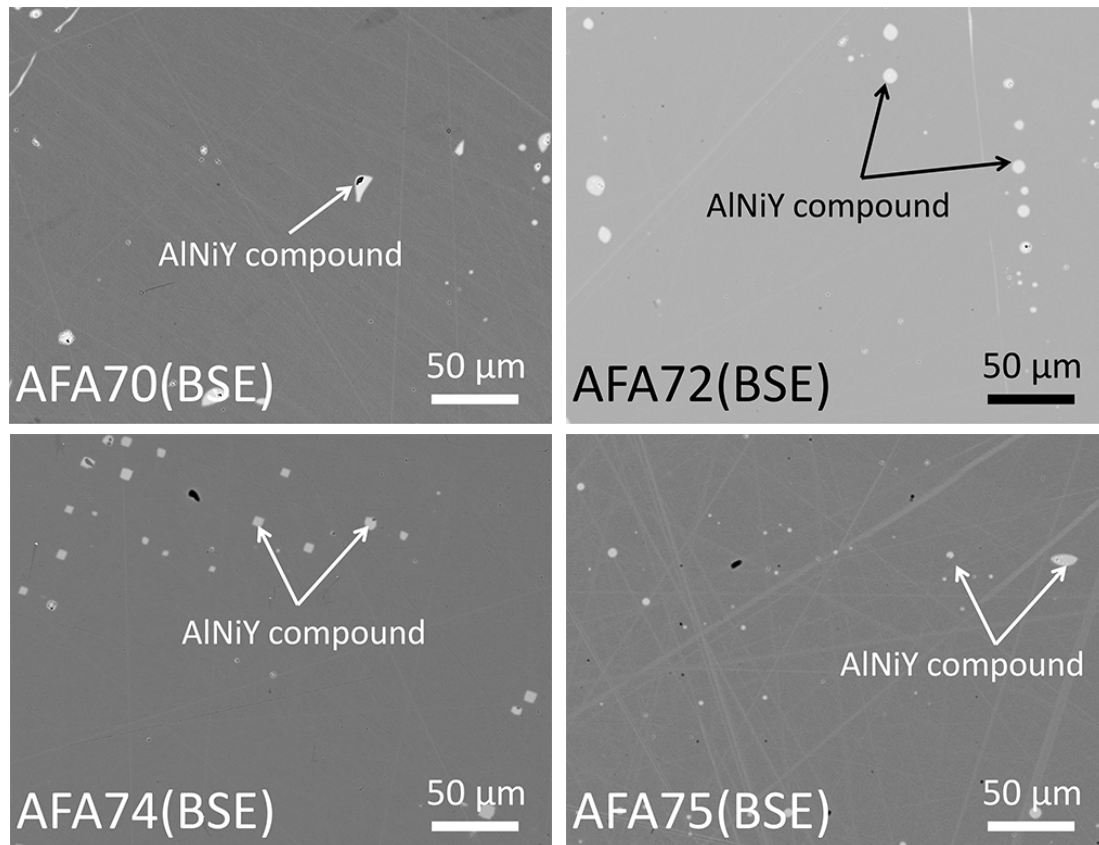 AlNiY compound
50 μm
AFA70(BSE)
AlNiY compound
50 μm
AFA72(BSE)
AlNiY compound
50 μm
AFA74(BSE)
AlNiY compound
50 μm
AFA75(BSE)